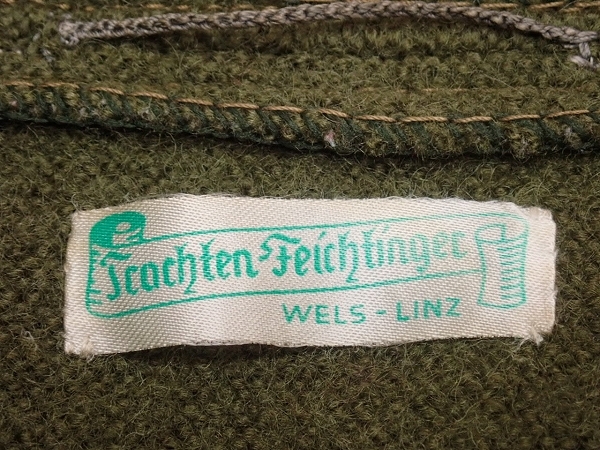 Trachten-Feichtinger
WELS - LINZ